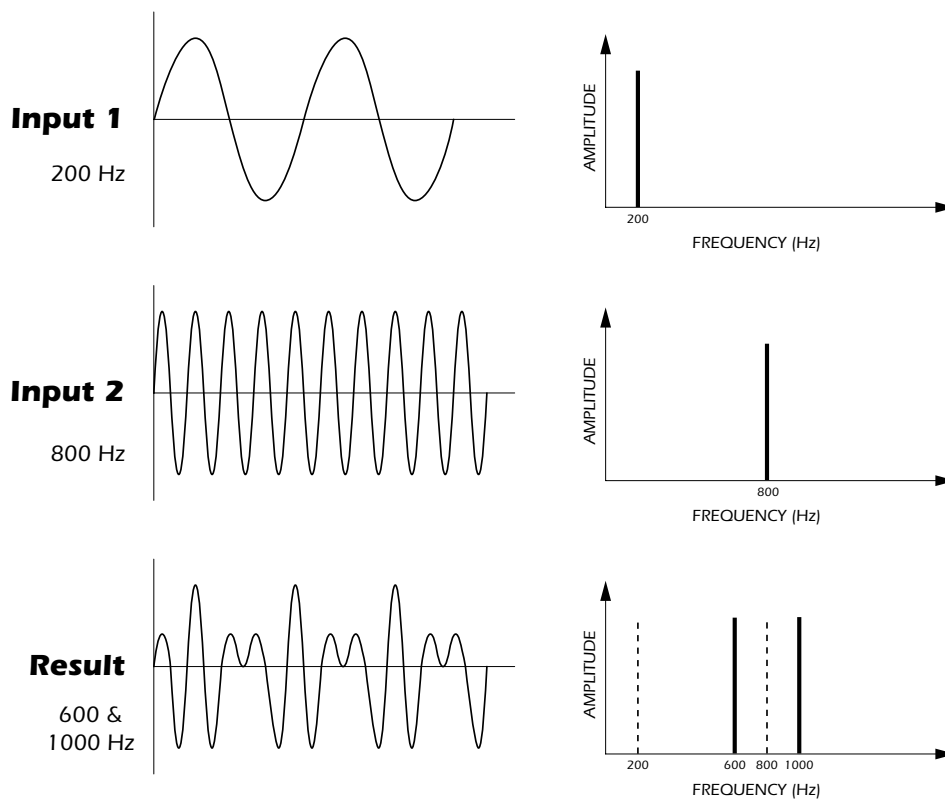 Input 1
200 Hz
AMPLITUDE
200
FREQUENCY (Hz)
Input 2
800 Hz
AMPLITUDE
800
FREQUENCY (Hz)
Result
600 &
1000 Hz
AMPLITUDE
200 600 800 1000
FREQUENCY (Hz)